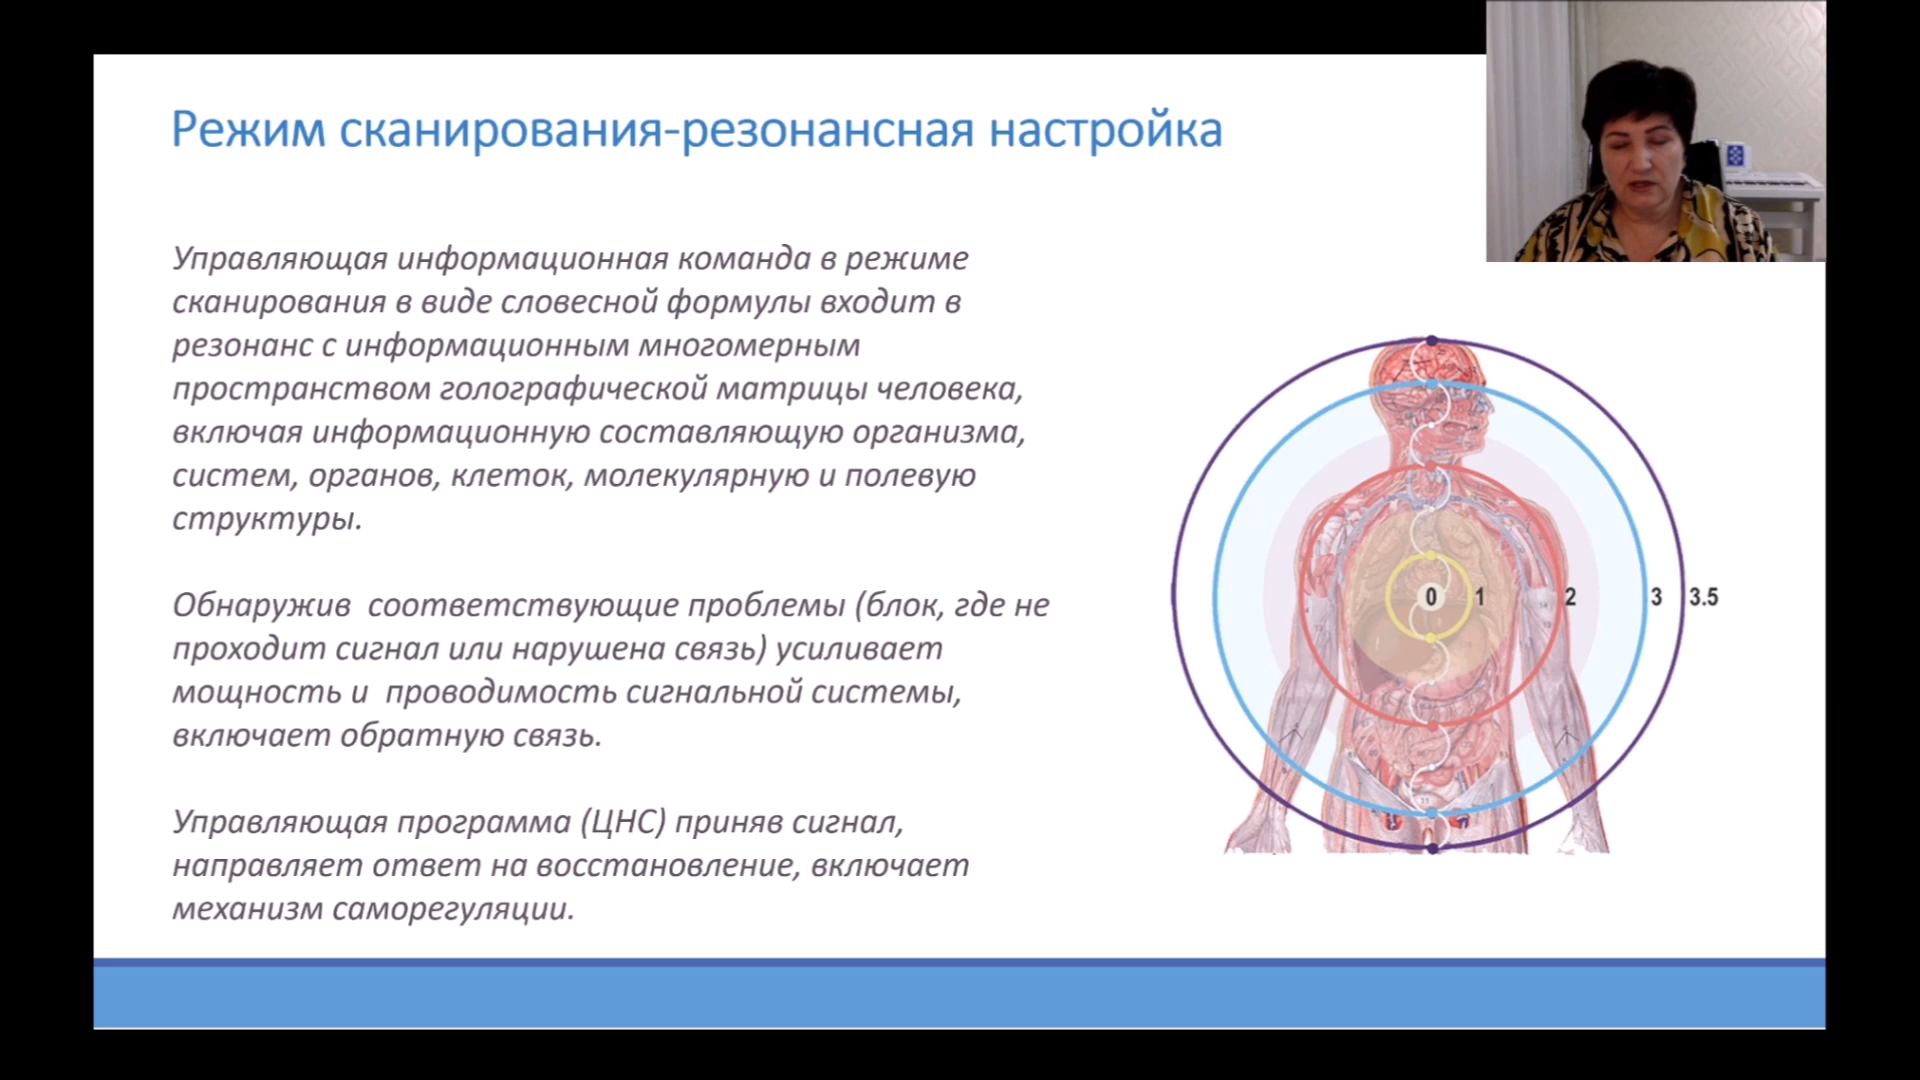 Режим сканирования-резонансная настройка
Управляющая информационная команда в режиме
сканирования в виде словесной формулы входит в
резонанс с информационным многомерным
пространством голографической матрицы человека,
включая информационную составляющую организма,
систем, органов, клеток, молекулярную и полевую
структуры.
Обнаружив  соответствующие проблемы (блок, где не
проходит сигнал или нарушена связь) усиливает
мощность и  проводимость сигнальной системы,
включает обратную связь.
Управляющая программа (ЦНС) приняв сигнал,
направляет ответ на восстановление, включает
механизм саморегуляции.
0 1 2 3 3.5